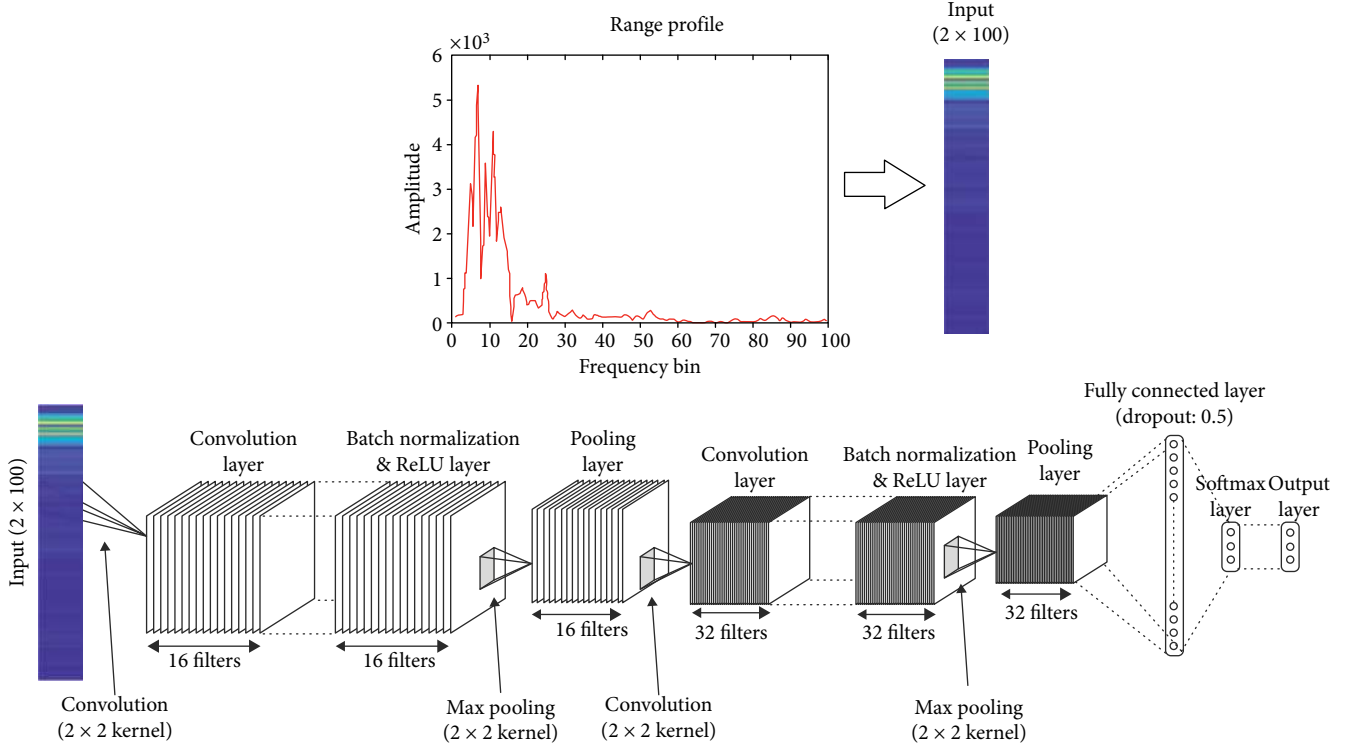 Range profile
×10³
6
5
4
3
2
1
0
Amplitude
0 10 20 30 40 50 60 70 80 90 100
Frequency bin
Input
(2 × 100)
Input (2 × 100)
Convolution
layer
Batch normalization
& ReLU layer
Pooling
layer
Convolution
layer
Batch normalization
& ReLU layer
Pooling
layer
Fully connected layer
(dropout: 0.5)
Softmax
layer
Output
layer
16 filters
16 filters
16 filters
32 filters
32 filters
32 filters
Convolution
(2 × 2 kernel)
Max pooling
(2 × 2 kernel)
Convolution
(2 × 2 kernel)
Max pooling
(2 × 2 kernel)